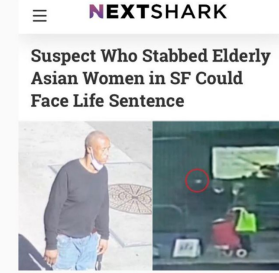 NEXTSHARK
Suspect Who Stabbed Elderly
Asian Women in SF Could
Face Life Sentence